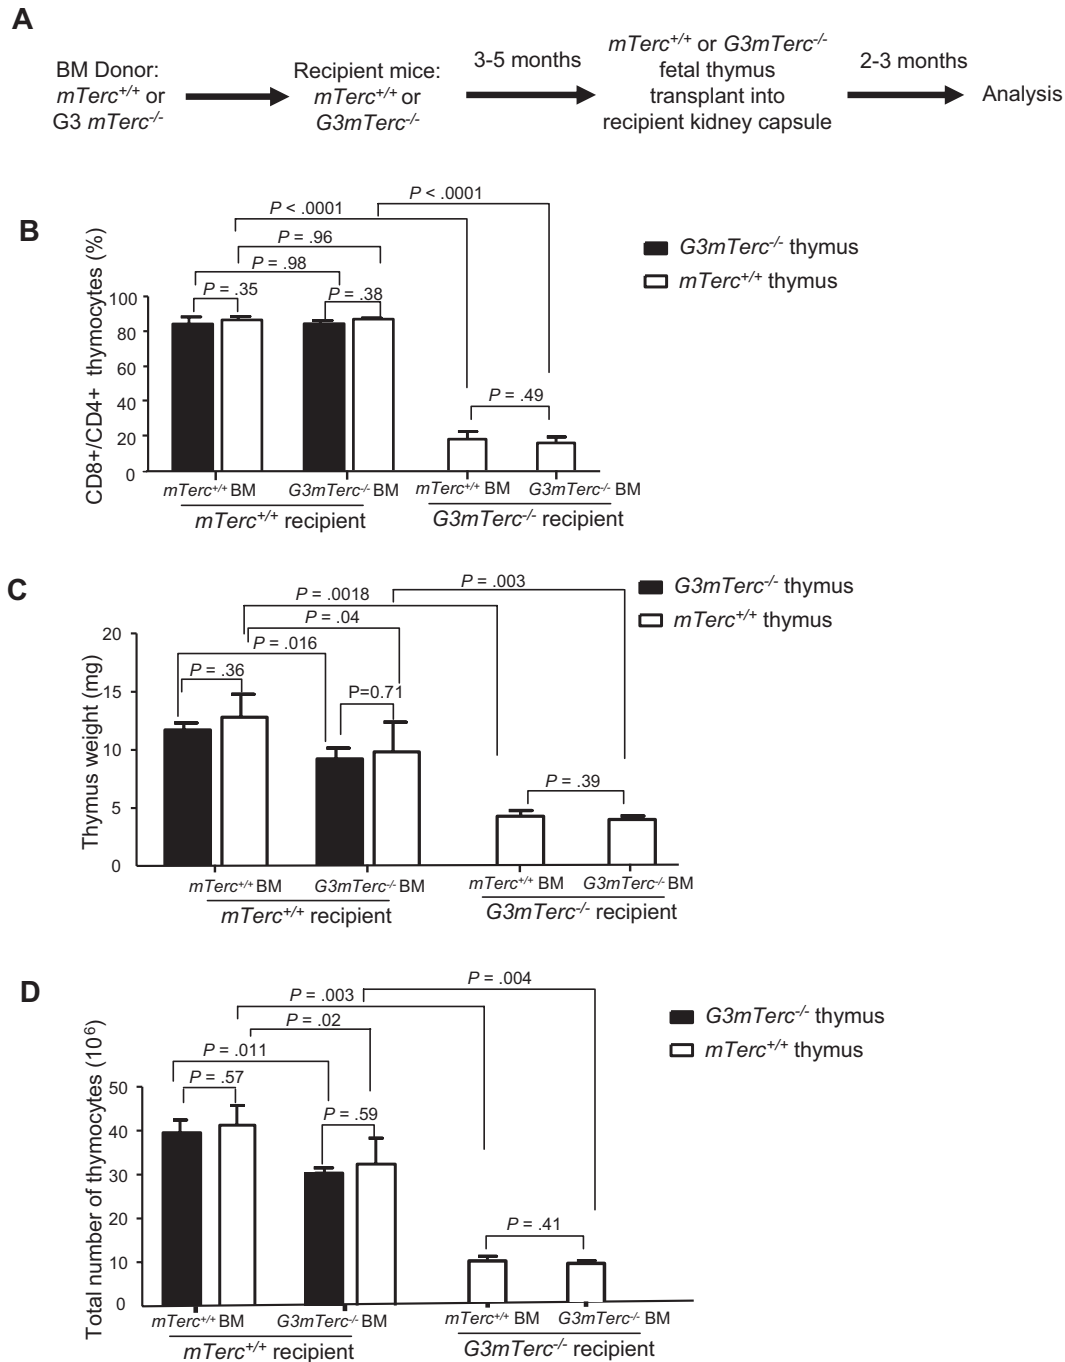 A
BM Donor:
mTerc+/+ or
G3 mTerc-/-
Recipient mice:
mTerc+/+ or
G3mTerc-/-
3-5 months
mTerc+/+ or G3mTerc-/-
fetal thymus
transplant into
recipient kidney capsule
2-3 months
Analysis
B
P < .0001
P < .0001
P = .96
P = .98
P = .35
P = .38
P = .49
G3mTerc-/- thymus
mTerc+/+ thymus
CD8+/CD4+ thymocytes (%)
100
80
60
40
20
0
mTerc+/+ BM
G3mTerc-/- BM
mTerc+/+ BM
G3mTerc-/- BM
mTerc+/+ recipient
G3mTerc-/- recipient
C
P = .003
P = .0018
P = .04
P = .016
P = .36
P=0.71
P = .39
G3mTerc-/- thymus
mTerc+/+ thymus
Thymus weight (mg)
20
15
10
5
0
mTerc+/+ BM
G3mTerc-/- BM
mTerc+/+ BM
G3mTerc-/- BM
mTerc+/+ recipient
G3mTerc-/- recipient
D
P = .004
P = .003
P = .02
P = .011
P = .57
P = .59
P = .41
G3mTerc-/- thymus
mTerc+/+ thymus
Total number of thymocytes (10⁶)
50
40
30
20
10
0
mTerc+/+ BM
G3mTerc-/- BM
mTerc+/+ BM
G3mTerc-/- BM
mTerc+/+ recipient
G3mTerc-/- recipient